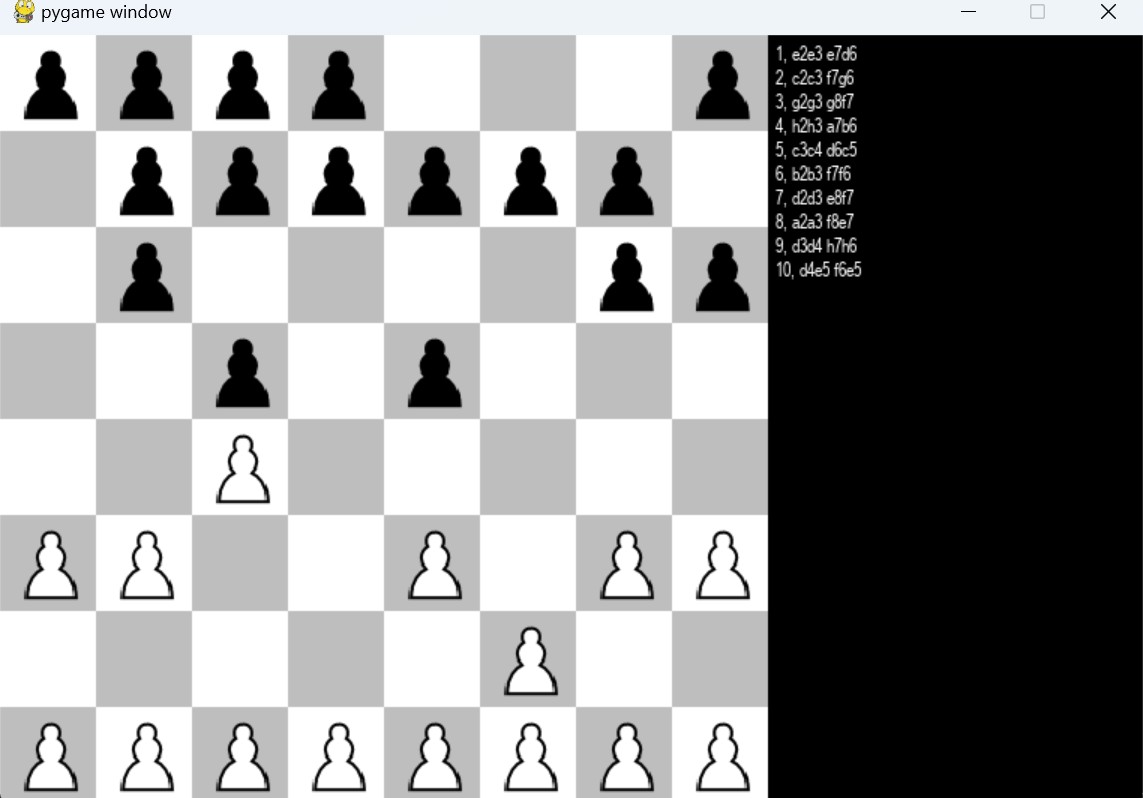 pygame window
1, e2e3 e7d6
2, c2c3 f7g6
3, g2g3 g8f7
4, h2h3 a7b6
5, c3c4 d6c5
6, b2b3 f7f6
7, d2d3 e8f7
8, a2a3 f8e7
9, d3d4 h7h6
10, d4e5 f6e5